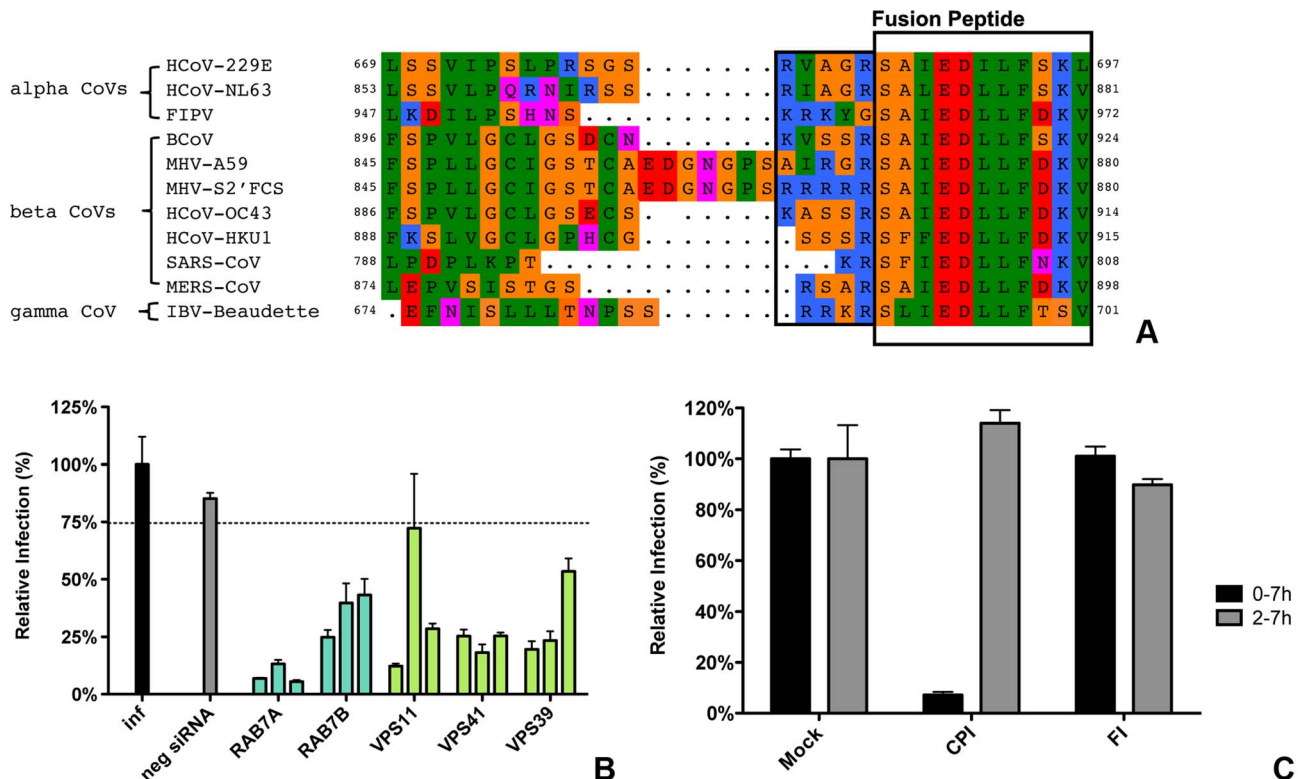 Fusion Peptide
alpha CoVs
HCoV-229E 669 L S S V I P S L P R S G S . . . . . . . R V A G R S A I E D I L F S K L 697
HCoV-NL63 853 L S S V L P Q R N I R S S . . . . . . . R I A G R S A L E D L L F S K V 881
FIPV 947 L K D I L P S H N S . . . . . . . . . . K R K Y G S A I E D L L F D K V 972
beta CoVs
BCoV 896 F S P V L G C L G S D C N . . . . . . . K V S S R S A I E D L L F S K V 924
MHV-A59 845 F S P L L G C I G S T C A E D G N G P S A I R G R S A I E D L L F D K V 880
MHV-S2'FCS 845 F S P L L G C I G S T C A E D G N G P S R R R R R S A I E D L L F D K V 880
HCoV-OC43 886 F S P V L G C L G S E C S . . . . . . . K A S S R S A I E D L L F D K V 914
HCoV-HKU1 888 F K S L V G C L G P H C G . . . . . . . . S S S R S F F E D L L F D K V 915
SARS-CoV 788 L P D P L K P T . . . . . . . . . . . . . . . K R S F I E D L L F N K V 808
MERS-CoV 874 L E P V S I S T G S . . . . . . . . . . . R S A R S A I E D L L F D K V 898
gamma CoV
IBV-Beaudette 674 . E F N I S L L L T N P S S . . . . . . . R R K R S L I E D L L F T S V 701
A
Relative Infection (%)
125%
100%
75%
50%
25%
0%
inf
neg siRNA
RAB7A
RAB7B
VPS11
VPS41
VPS39
B
Relative Infection (%)
120%
100%
80%
60%
40%
20%
0%
Mock
CPI
FI
0-7h
2-7h
C